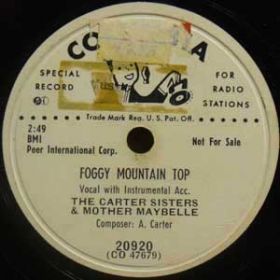 SPECIAL
RECORD
FOR
RADIO
STATIONS
Trade Mark Reg. U.S. Pat. Off.
2:49
BMI
Peer International Corp.
Not For Sale
FOGGY MOUNTAIN TOP
Vocal with Instrumental Acc.
THE CARTER SISTERS
& MOTHER MAYBELLE
Composer: A. Carter
20920
(CO 47679)